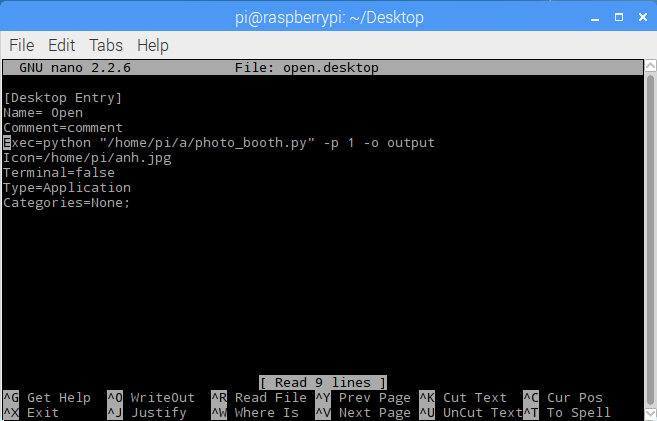 pi@raspberrypi: ~/Desktop
File Edit Tabs Help
GNU nano 2.2.6 File: open.desktop
[Desktop Entry]
Name= Open
Comment=comment
Exec=python "/home/pi/a/photo_booth.py" -p 1 -o output
Icon=/home/pi/anh.jpg
Terminal=false
Type=Application
Categories=None;
[ Read 9 lines ]
^G Get Help ^O WriteOut ^R Read File ^Y Prev Page ^K Cut Text ^C Cur Pos
^X Exit ^J Justify ^W Where Is ^V Next Page ^U UnCut Text ^T To Spell